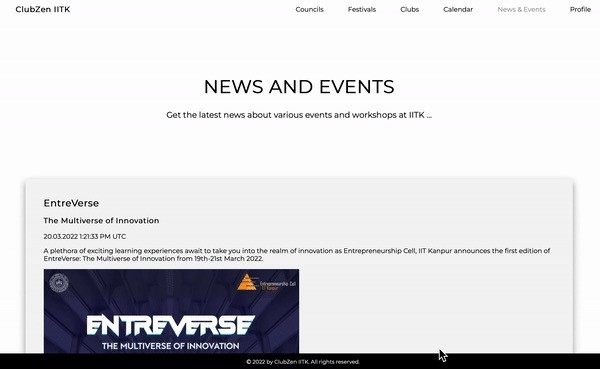 ClubZen IITK
Councils Festivals Clubs Calendar News & Events Profile
NEWS AND EVENTS
Get the latest news about various events and workshops at IITK ...
EntreVerse
The Multiverse of Innovation
20.03.2022 1:21:33 PM UTC
A plethora of exciting learning experiences await to take you into the realm of innovation as Entrepreneurship Cell, IIT Kanpur announces the first edition of
EntreVerse: The Multiverse of Innovation from 19th-21st March 2022.
Entrepreneurship Cell
IIT Kanpur
ENTREVERSE
THE MULTIVERSE OF INNOVATION
© 2022 by ClubZen IITK. All rights reserved.